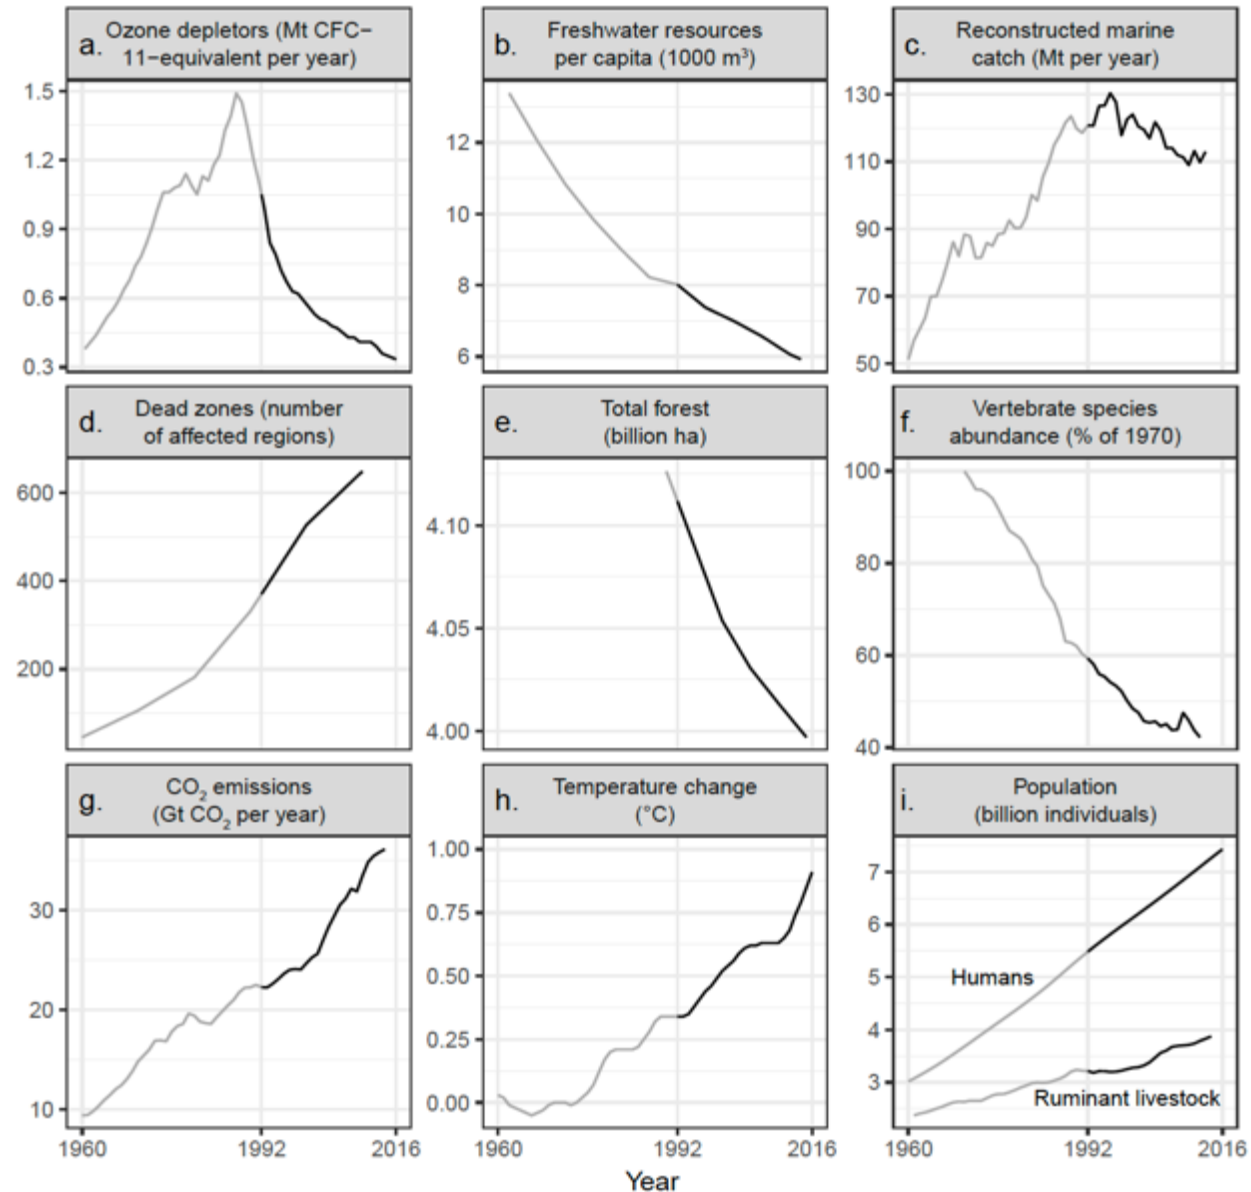 a. Ozone depletors (Mt CFC−
11−equivalent per year)
1.5
1.2
0.9
0.6
0.3
b. Freshwater resources
per capita (1000 m³)
12
10
8
6
c. Reconstructed marine
catch (Mt per year)
130
110
90
70
50
d. Dead zones (number
of affected regions)
600
400
200
e. Total forest
(billion ha)
4.10
4.05
4.00
f. Vertebrate species
abundance (% of 1970)
100
80
60
40
g. CO₂ emissions
(Gt CO₂ per year)
30
20
10
1960 1992 2016
h. Temperature change
(°C)
1.00
0.75
0.50
0.25
0.00
1960 1992 2016
i. Population
(billion individuals)
7
6
5
4
3
Humans
Ruminant livestock
1960 1992 2016
Year